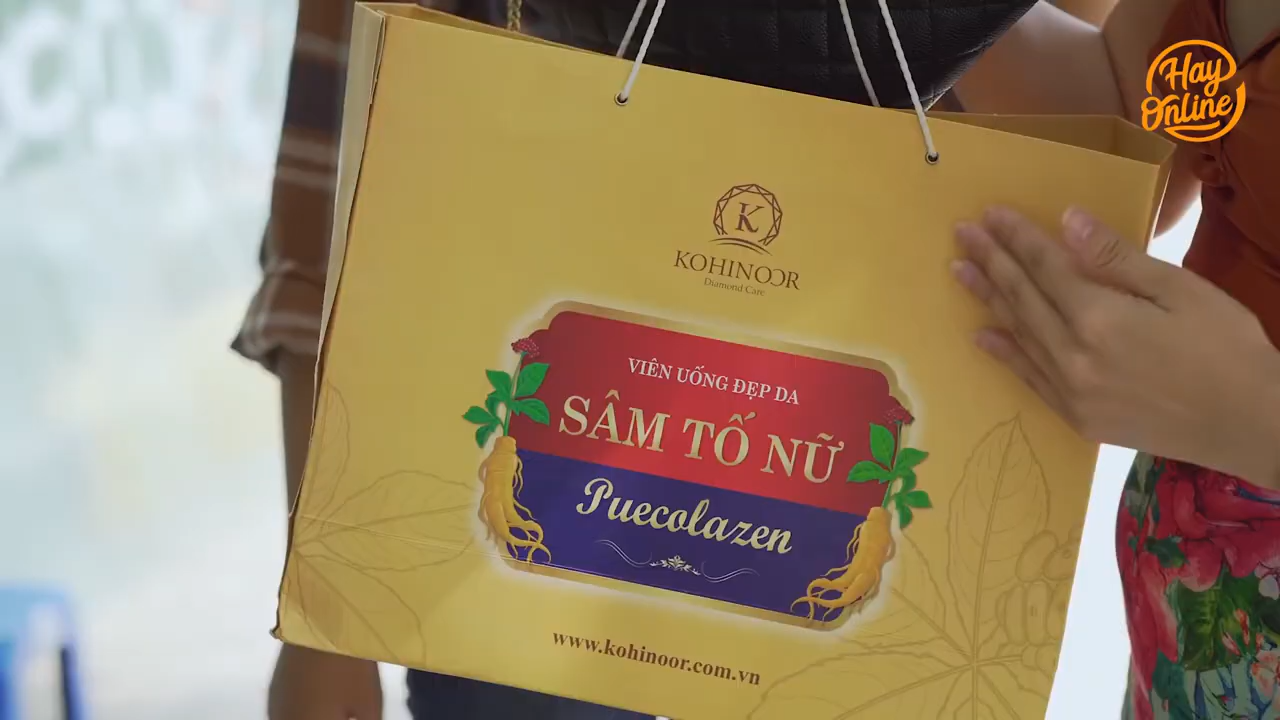 Hay
Online
K
KOHINOOR
Diamond Care
VIÊN UỐNG ĐẸP DA
SÂM TỐ NỮ
Puecolazen
www.kohinoor.com.vn